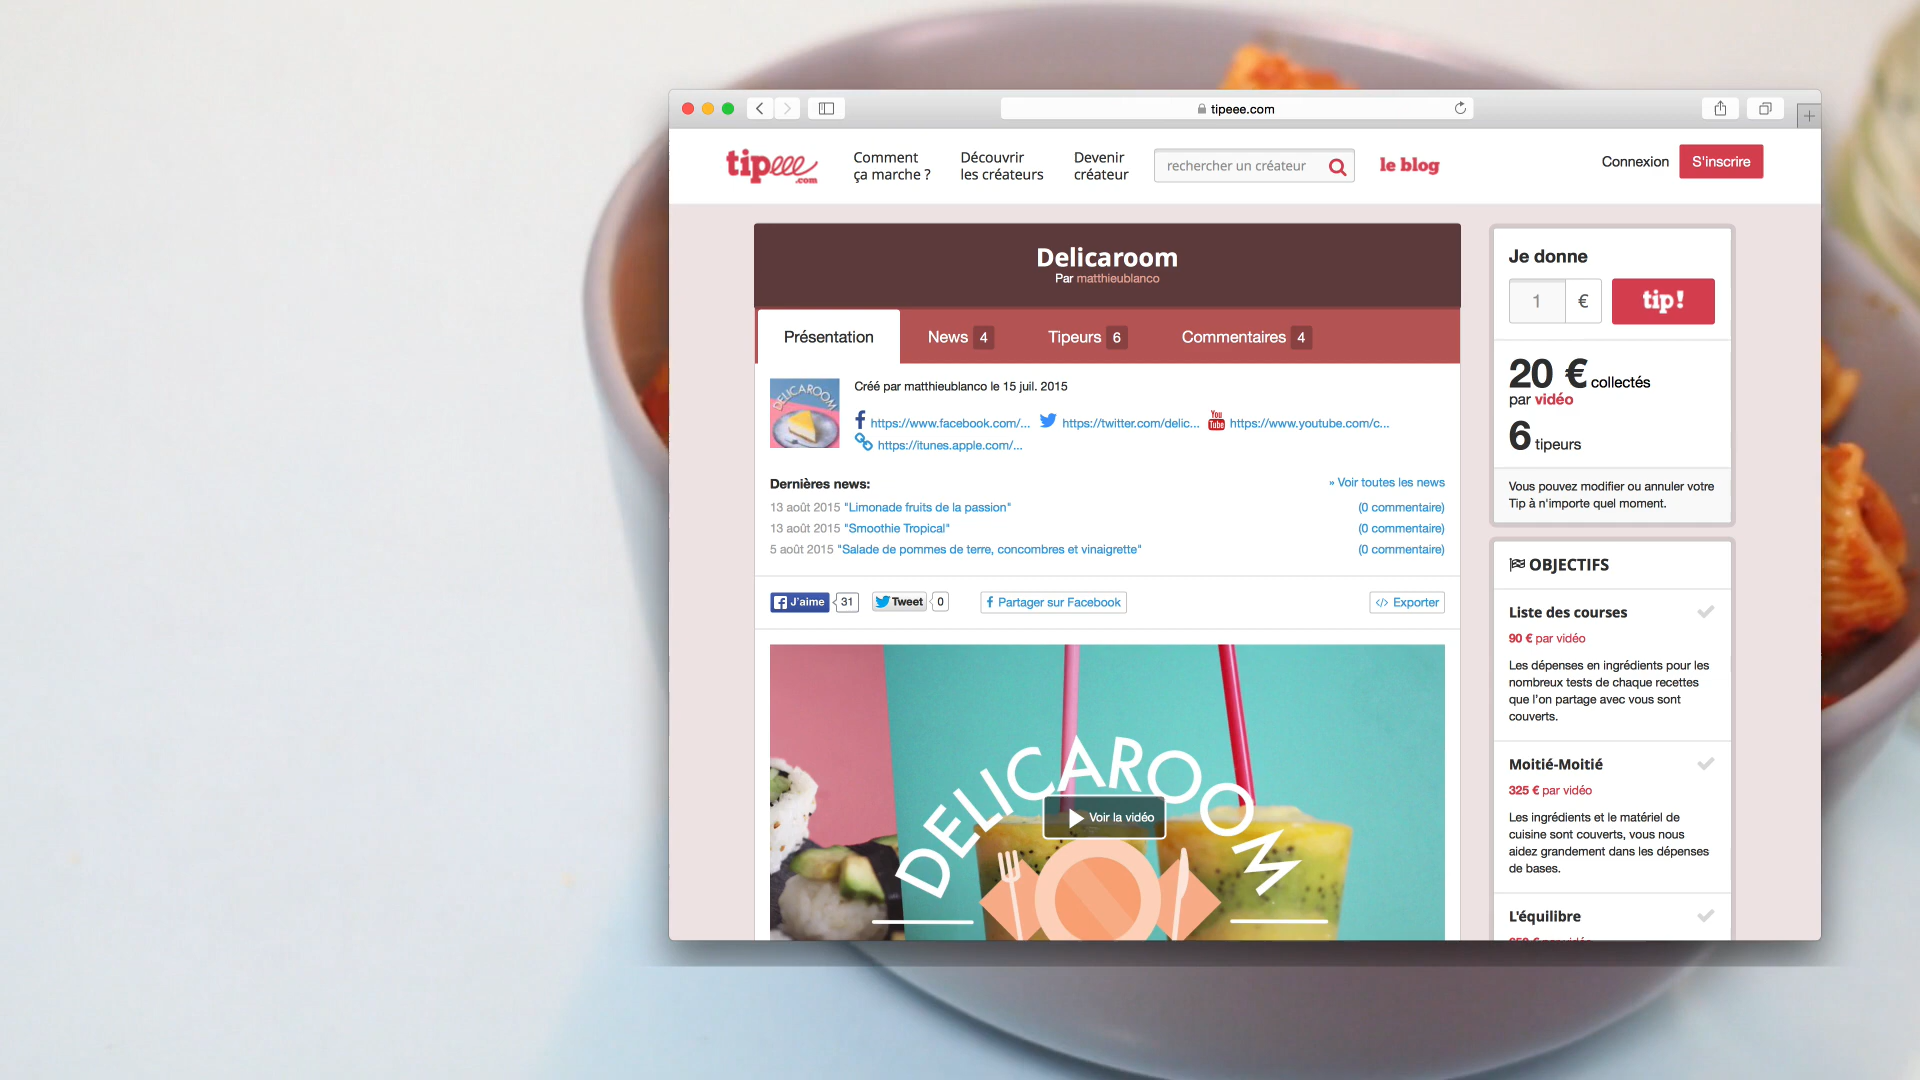 tipeee.com
tipeee.com
Comment
ça marche ?
Découvrir
les créateurs
Devenir
créateur
rechercher un créateur
le blog
Connexion
S'inscrire
Delicaroom
Par matthieublanco
Présentation
News 4
Tipeurs 6
Commentaires 4
DELICAROOM
Créé par matthieublanco le 15 juil. 2015
https://www.facebook.com/...
https://twitter.com/delic...
You Tube https://www.youtube.com/c...
https://itunes.apple.com/...
Dernières news:
» Voir toutes les news
13 août 2015 "Limonade fruits de la passion" (0 commentaire)
13 août 2015 "Smoothie Tropical" (0 commentaire)
5 août 2015 "Salade de pommes de terre, concombres et vinaigrette" (0 commentaire)
J'aime 31
Tweet 0
Partager sur Facebook
</> Exporter
DELICAROOM
Voir la vidéo
Je donne
1 €
tip!
20 € collectés
par vidéo
6 tipeurs
Vous pouvez modifier ou annuler votre
Tip à n'importe quel moment.
OBJECTIFS
Liste des courses
90 € par vidéo
Les dépenses en ingrédients pour les
nombreux tests de chaque recettes
que l'on partage avec vous sont
couverts.
Moitié-Moitié
325 € par vidéo
Les ingrédients et le matériel de
cuisine sont couverts, vous nous
aidez grandement dans les dépenses
de bases.
L'équilibre